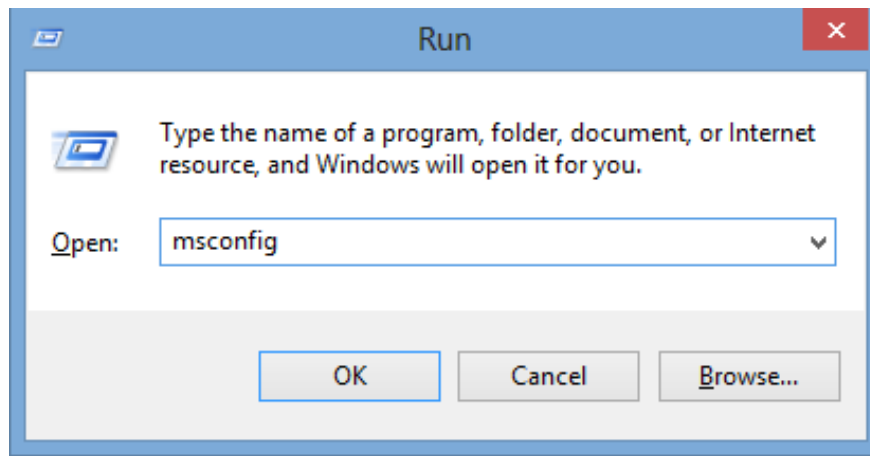 Run
Type the name of a program, folder, document, or Internet
resource, and Windows will open it for you.
Open: msconfig
OK Cancel Browse...